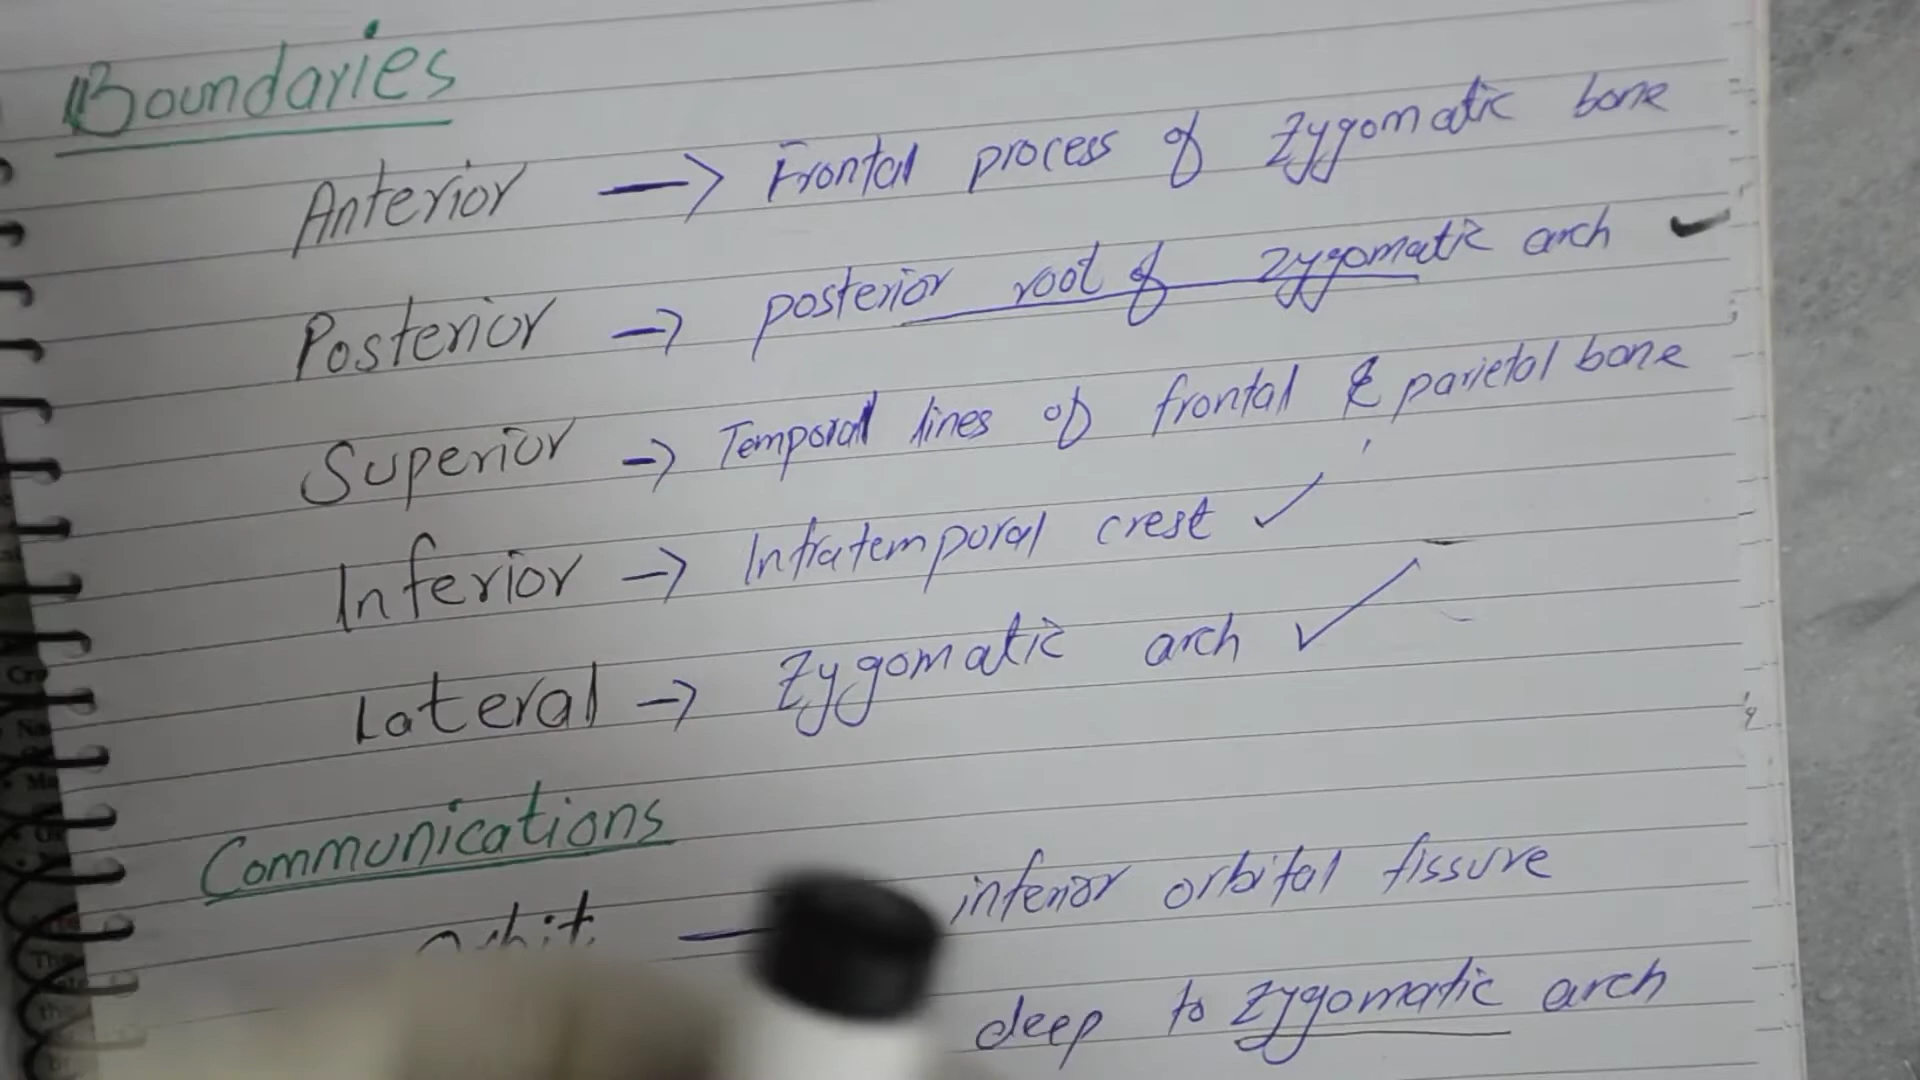 Boundaries
Anterior → Frontal process of Zygomatic bone
Posterior → posterior root of zygomatic arch ✓
Superior → Temporal lines of frontal & parietal bone
Inferior → Infratemporal crest ✓
Lateral → Zygomatic arch ✓
Communications
orbit — inferior orbital fissure
deep to Zygomatic arch